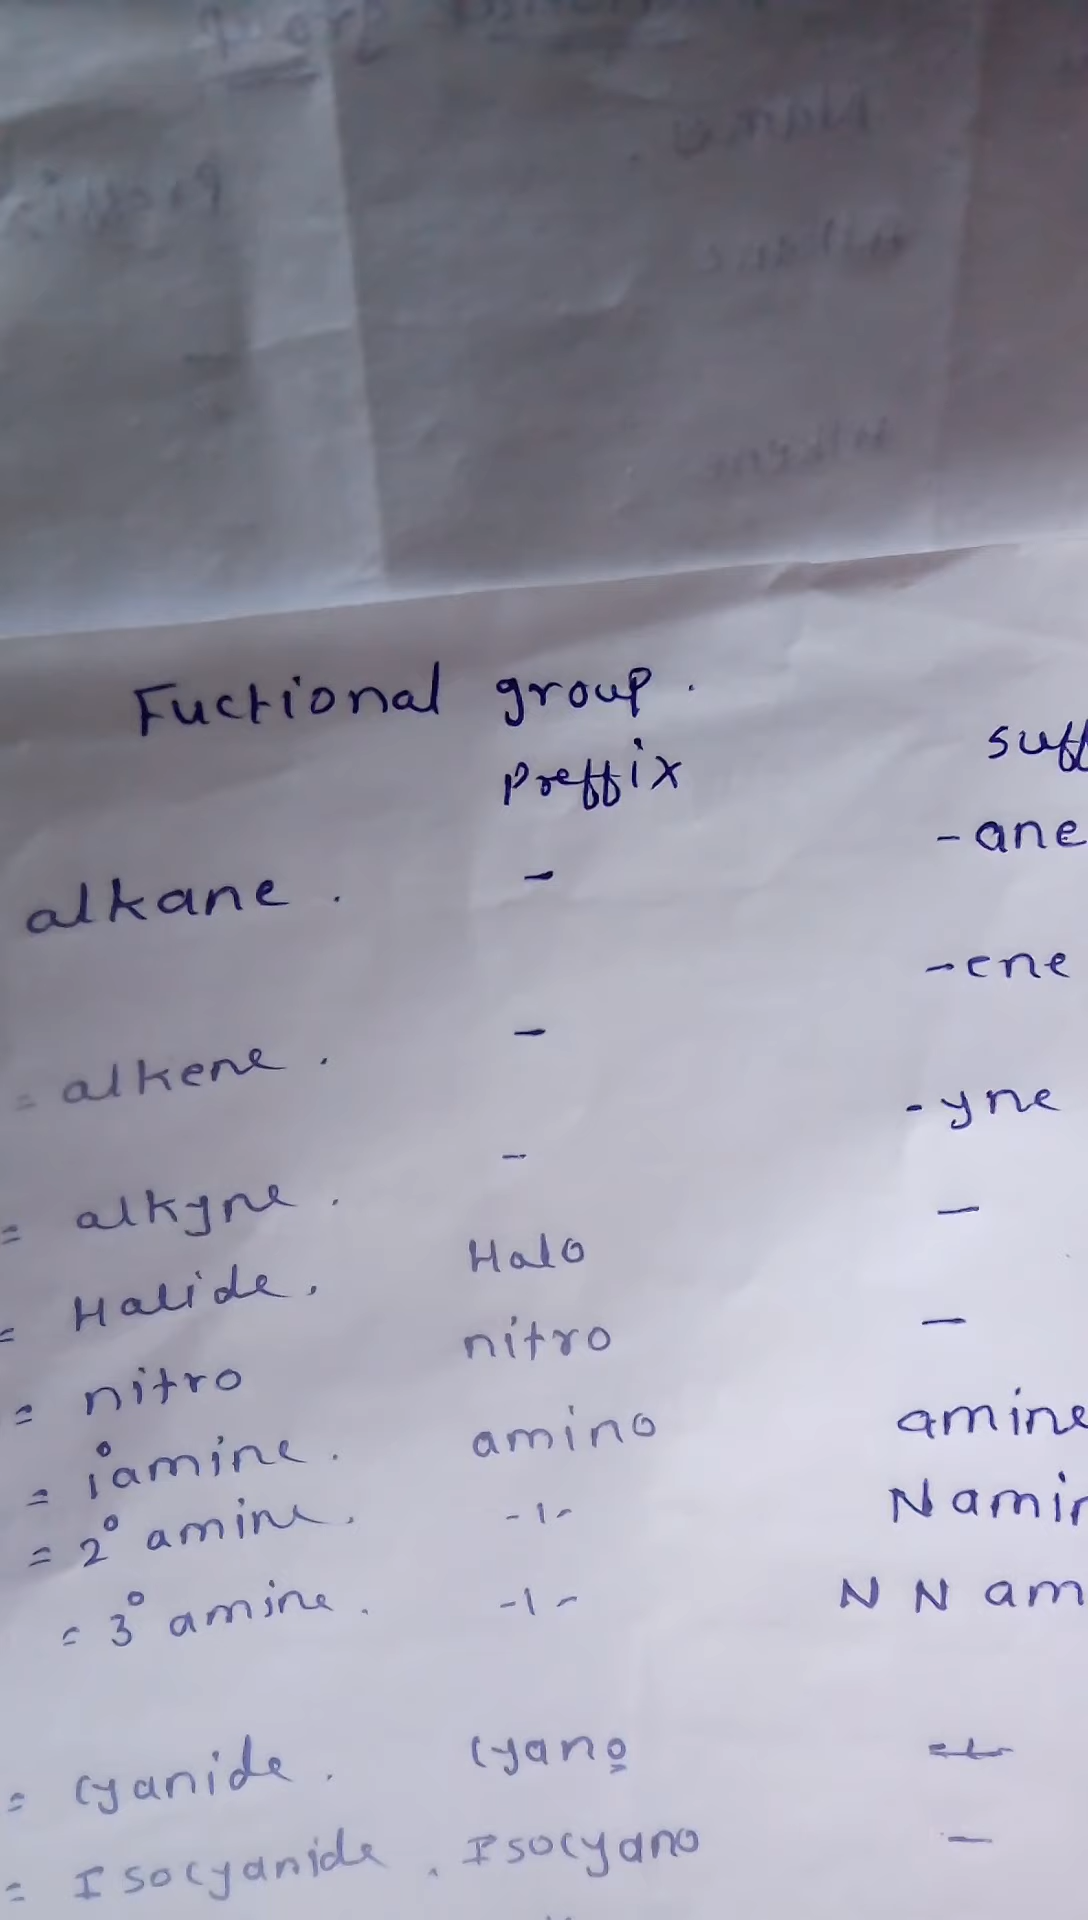 Fuctional group.
Preffix suff
alkane. - -ane
= alkene. - -ene
= alkyne. - -yne
= Halide. Halo -
= nitro nitro -
= 1° amine. amino amine
= 2° amine. -1- N amin
= 3° amine. -1- N N am
= cyanide. cyano
= Isocyanide. Isocyano -